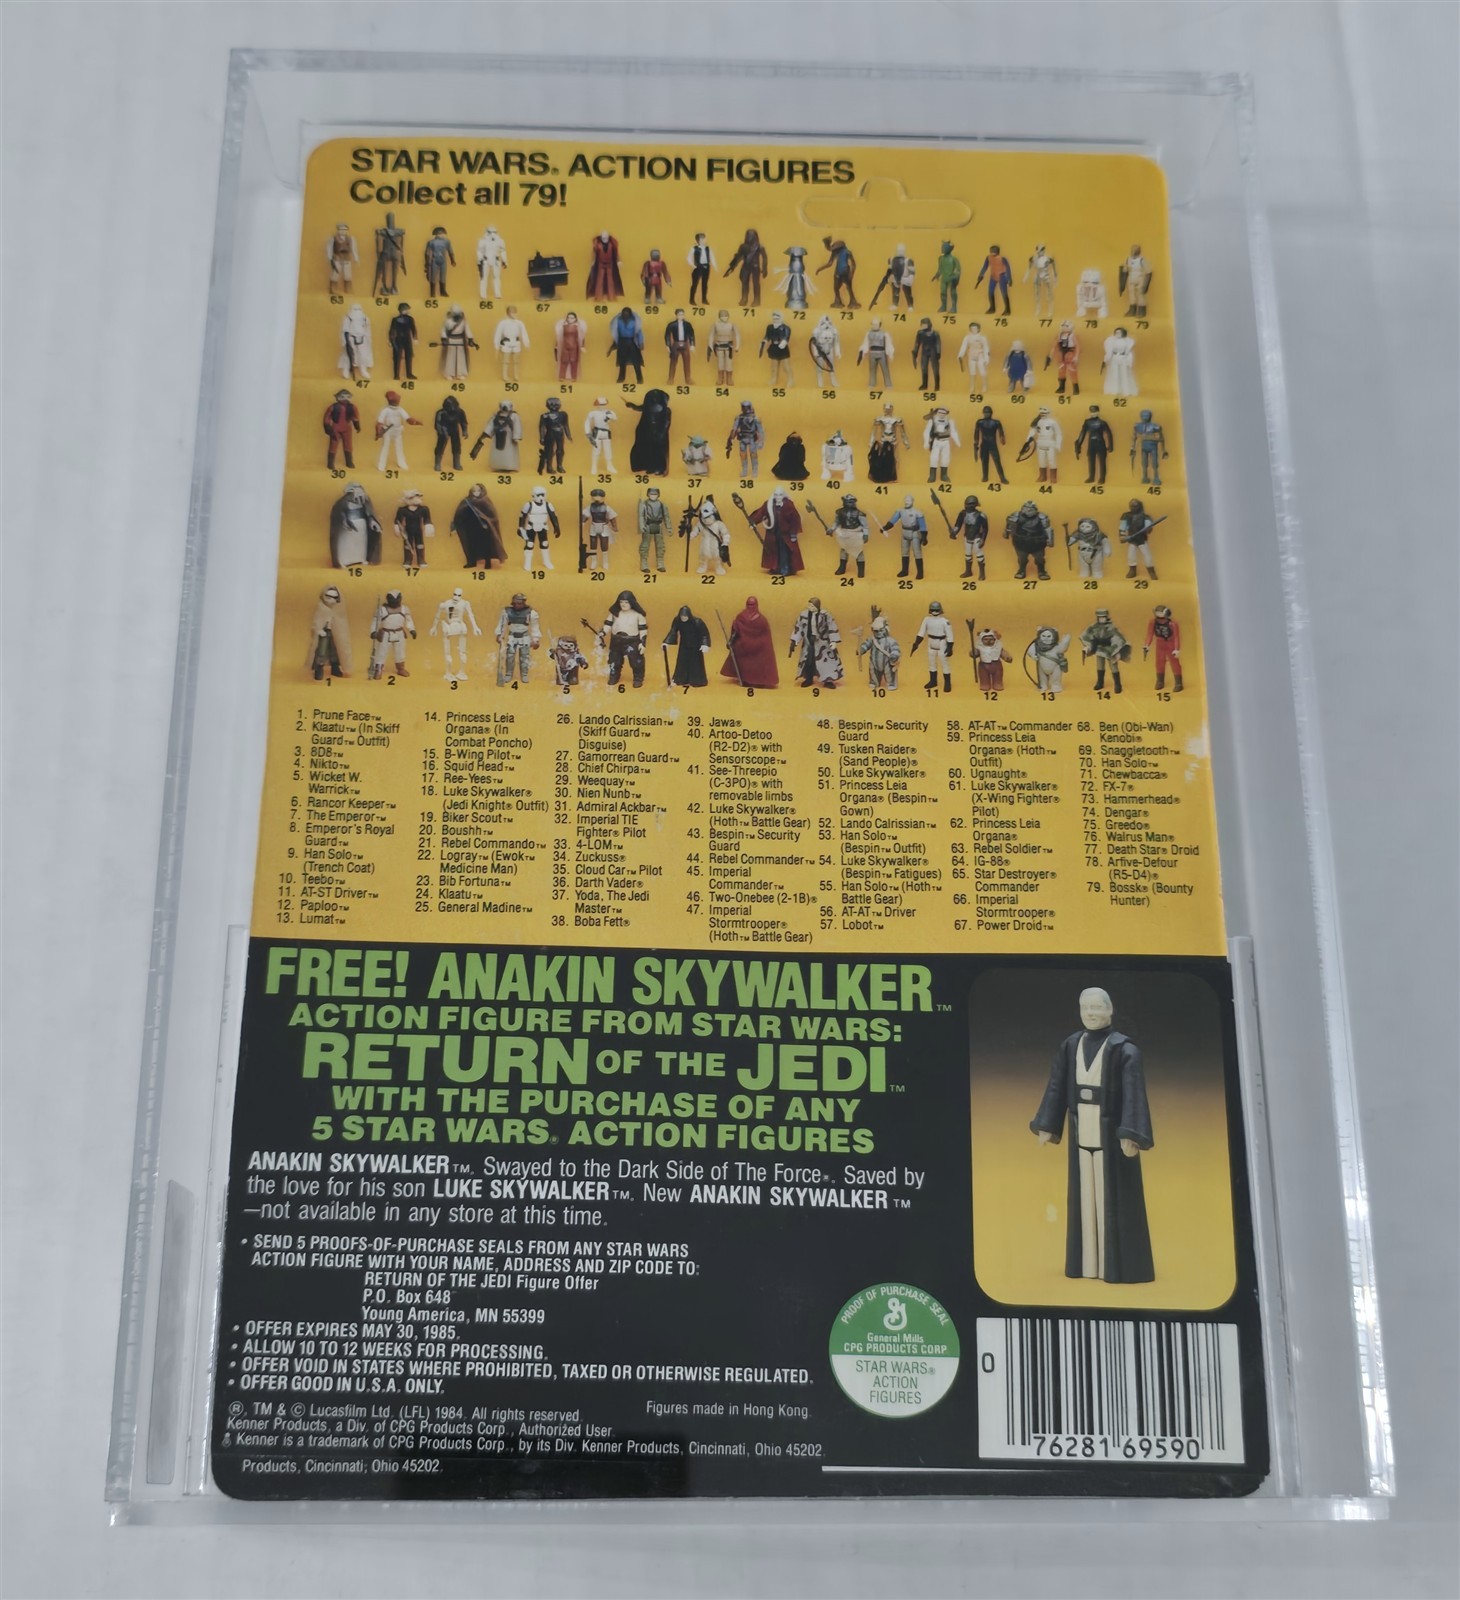 STAR WARS® ACTION FIGURES
Collect all 79!
63 64 65 66 67 68 69 70 71 72 73 74 75 76 77 78 79
47 48 49 50 51 52 53 54 55 56 57 58 59 60 61 62
30 31 32 33 34 35 36 37 38 39 40 41 42 43 44 45 46
16 17 18 19 20 21 22 23 24 25 26 27 28 29
1 2 3 4 5 6 7 8 9 10 11 12 13 14 15
1. Prune Face™
2. Klaatu™ (In Skiff
Guard™ Outfit)
3. 8D8™
4. Nikto™
5. Wicket W.
Warrick™
6. Rancor Keeper™
7. The Emperor™
8. Emperor's Royal
Guard™
9. Han Solo™
(Trench Coat)
10. Teebo™
11. AT-ST Driver™
12. Paploo™
13. Lumat™
14. Princess Leia
Organa® (In
Combat Poncho)
15. B-Wing Pilot™
16. Squid Head™
17. Ree-Yees™
18. Luke Skywalker®
(Jedi Knight® Outfit)
19. Biker Scout™
20. Boushh™
21. Rebel Commando™
22. Logray™ (Ewok™
Medicine Man)
23. Bib Fortuna™
24. Klaatu™
25. General Madine™
26. Lando Calrissian™
(Skiff Guard™
Disguise)
27. Gamorrean Guard™
28. Chief Chirpa™
29. Weequay™
30. Nien Nunb™
31. Admiral Ackbar™
32. Imperial TIE
Fighter® Pilot
33. 4-LOM™
34. Zuckuss®
35. Cloud Car™ Pilot
36. Darth Vader®
37. Yoda, The Jedi
Master™
38. Boba Fett®
39. Jawa®
40. Artoo-Detoo
(R2-D2)® with
Sensorscope™
41. See-Threepio
(C-3PO)® with
removable limbs
42. Luke Skywalker®
(Hoth™ Battle Gear)
43. Bespin™ Security
Guard
44. Rebel Commander™
45. Imperial
Commander™
46. Two-Onebee (2-1B)®
47. Imperial
Stormtrooper®
(Hoth™ Battle Gear)
48. Bespin™ Security
Guard
49. Tusken Raider®
(Sand People)®
50. Luke Skywalker®
51. Princess Leia
Organa® (Bespin™
Gown)
52. Lando Calrissian™
53. Han Solo™
(Bespin™ Outfit)
54. Luke Skywalker®
(Bespin™ Fatigues)
55. Han Solo™ (Hoth™
Battle Gear)
56. AT-AT™ Driver
57. Lobot™
58. AT-AT™ Commander
59. Princess Leia
Organa® (Hoth™
Outfit)
60. Ugnaught®
61. Luke Skywalker®
(X-Wing Fighter®
Pilot)
62. Princess Leia
Organa®
63. Rebel Soldier™
64. IG-88®
65. Star Destroyer®
Commander
66. Imperial
Stormtrooper®
67. Power Droid™
68. Ben (Obi-Wan)
Kenobi®
69. Snaggletooth™
70. Han Solo™
71. Chewbacca®
72. FX-7®
73. Hammerhead®
74. Dengar®
75. Greedo®
76. Walrus Man®
77. Death Star® Droid
78. Arfive-Defour
(R5-D4)®
79. Bossk® (Bounty
Hunter)
FREE! ANAKIN SKYWALKER™
ACTION FIGURE FROM STAR WARS:
RETURN OF THE JEDI™
WITH THE PURCHASE OF ANY
5 STAR WARS® ACTION FIGURES
ANAKIN SKYWALKER™. Swayed to the Dark Side of The Force®. Saved by
the love for his son LUKE SKYWALKER™. New ANAKIN SKYWALKER™
—not available in any store at this time.
• SEND 5 PROOFS-OF-PURCHASE SEALS FROM ANY STAR WARS
ACTION FIGURE WITH YOUR NAME, ADDRESS AND ZIP CODE TO:
RETURN OF THE JEDI Figure Offer
P.O. Box 648
Young America, MN 55399
• OFFER EXPIRES MAY 30, 1985.
• ALLOW 10 TO 12 WEEKS FOR PROCESSING.
• OFFER VOID IN STATES WHERE PROHIBITED, TAXED OR OTHERWISE REGULATED.
• OFFER GOOD IN U.S.A. ONLY.
®, TM & © Lucasfilm Ltd. (LFL) 1984. All rights reserved.
Figures made in Hong Kong.
Kenner Products, a Div. of CPG Products Corp., Authorized User.
Kenner is a trademark of CPG Products Corp., by its Div. Kenner Products, Cincinnati, Ohio 45202.
Products, Cincinnati, Ohio 45202.
PROOF OF PURCHASE SEAL
General Mills
CPG PRODUCTS CORP
STAR WARS®
ACTION
FIGURES
0
76281 69590